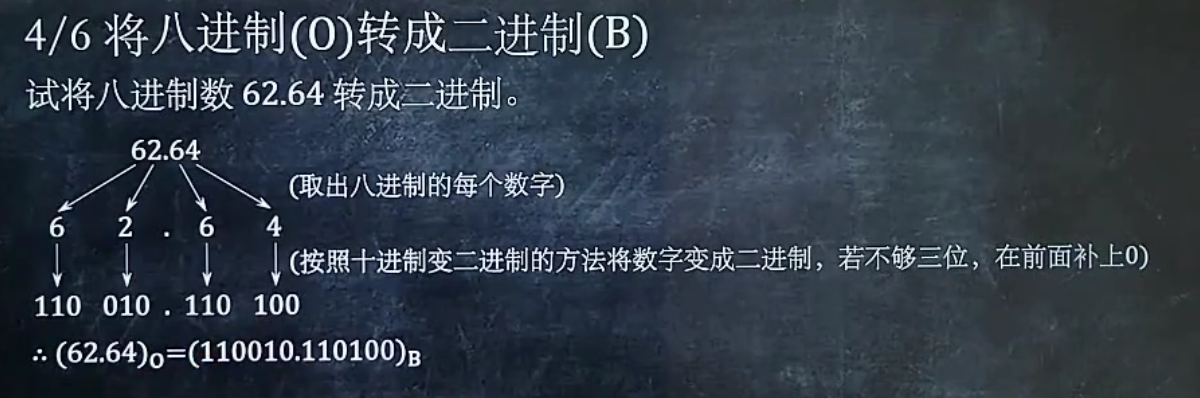 4/6 将八进制(O)转成二进制(B)
试将八进制数 62.64 转成二进制。
62.64
(取出八进制的每个数字)
6 2 . 6 4
(按照十进制变二进制的方法将数字变成二进制，若不够三位，在前面补上0)
110 010 . 110 100
∴ (62.64)O=(110010.110100)B